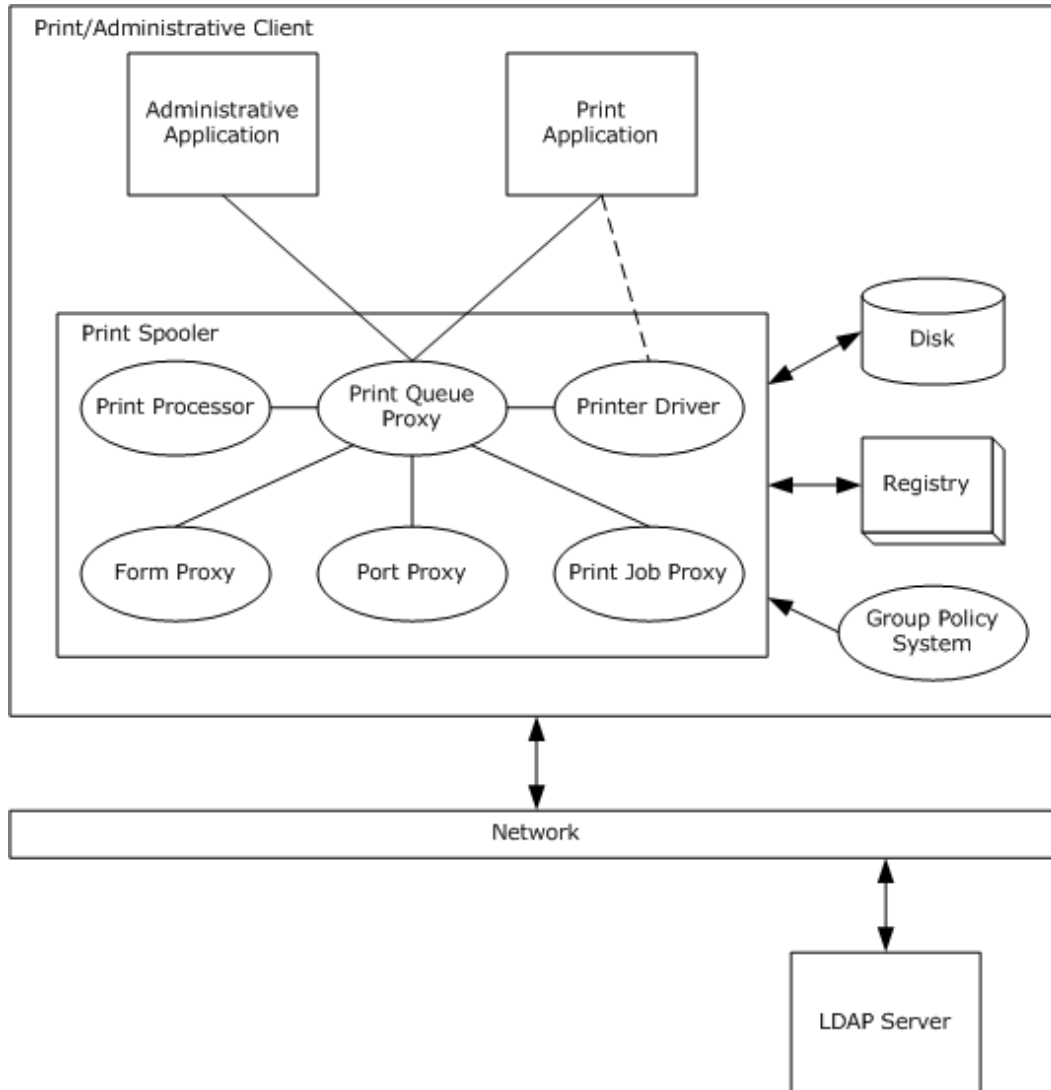 Print/Administrative Client
Administrative
Application
Print
Application
Print Spooler
Disk
Print Processor
Print Queue
Proxy
Printer Driver
Registry
Form Proxy
Port Proxy
Print Job Proxy
Group Policy
System
Network
LDAP Server